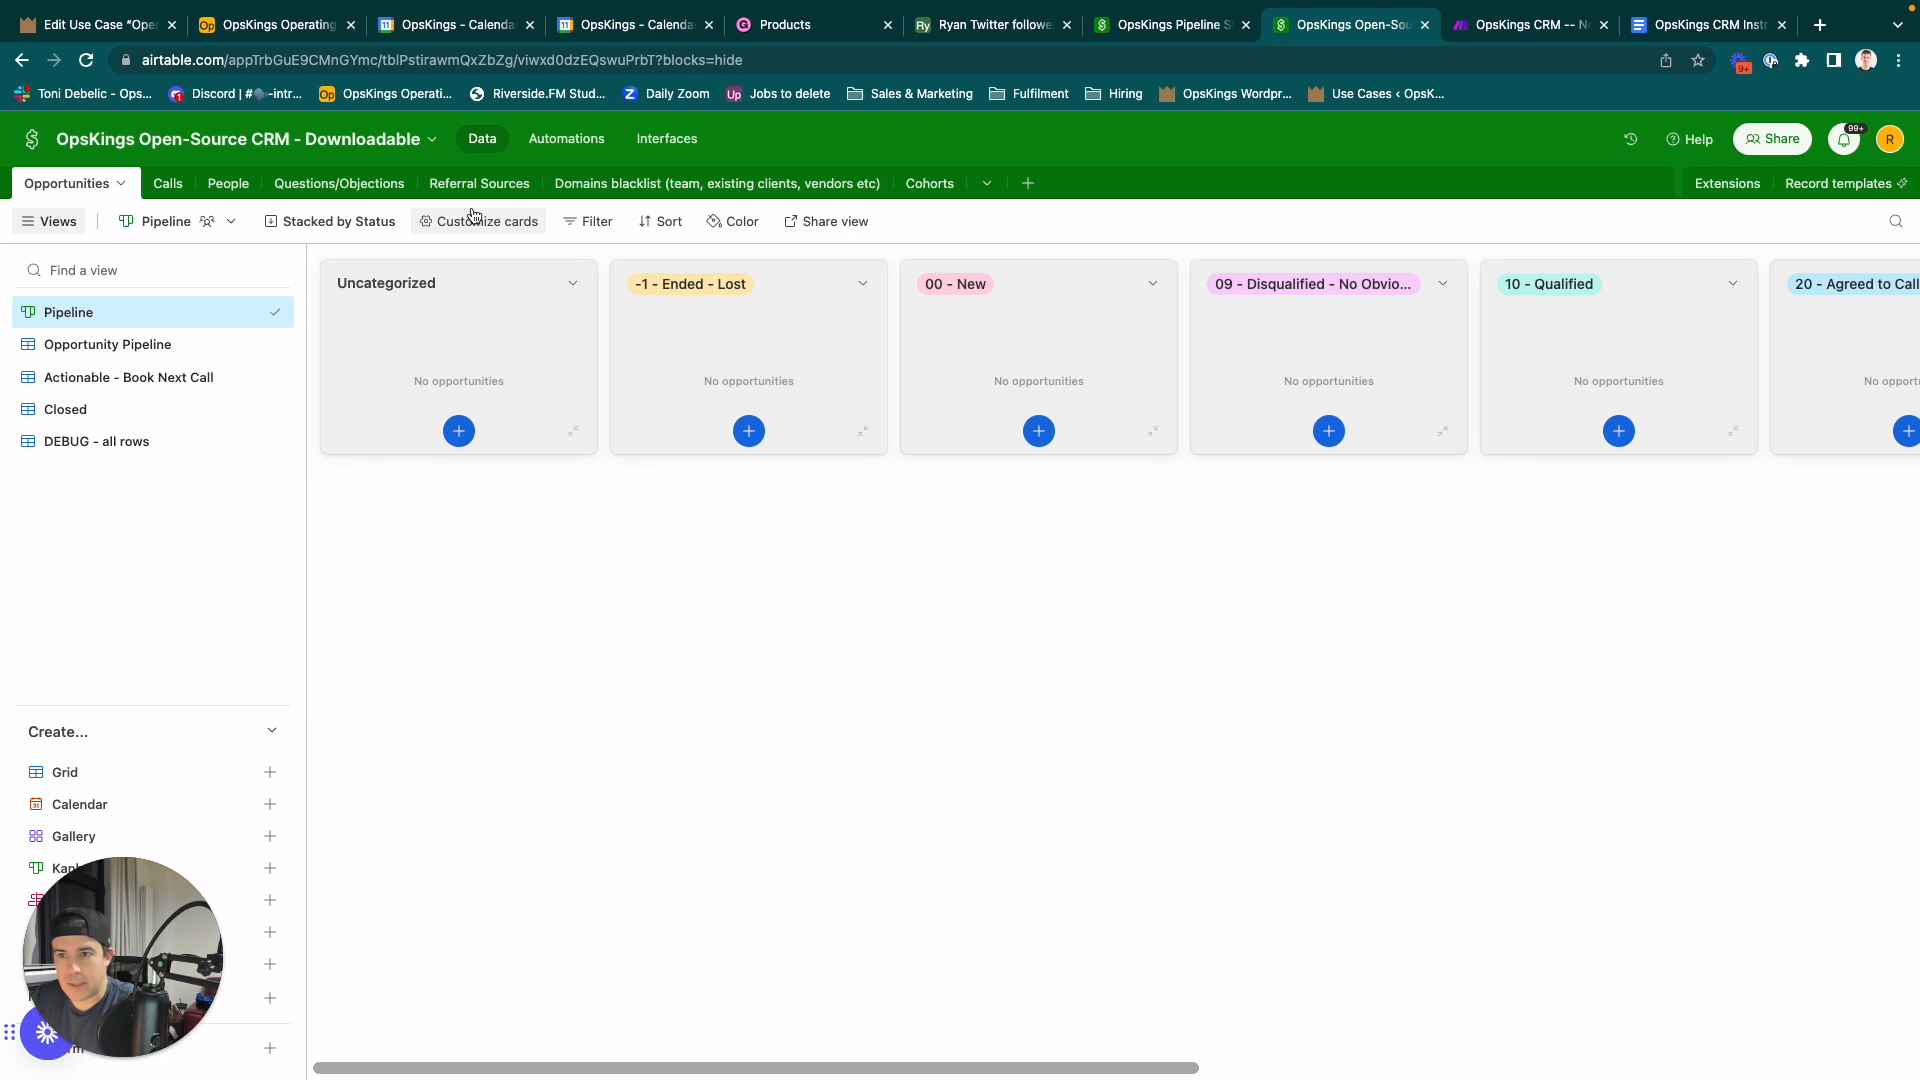 Edit Use Case “Oper
OpsKings Operating
OpsKings - Calenda
OpsKings - Calenda
Products
Ryan Twitter followe
OpsKings Pipeline S
OpsKings Open-Sou
OpsKings CRM -- Ne
OpsKings CRM Instr
airtable.com/appTrbGuE9CMnGYmc/tblPstirawmQxZbZg/viwxd0dzEQswuPrbT?blocks=hide
9+
Toni Debelic - Ops...
Discord | #🗣-intr...
OpsKings Operati...
Riverside.FM Stud...
Daily Zoom
Jobs to delete
Sales & Marketing
Fulfilment
Hiring
OpsKings Wordpr...
Use Cases ‹ OpsK...
OpsKings Open-Source CRM - Downloadable
Data
Automations
Interfaces
Help
Share
99+
R
Opportunities
Calls
People
Questions/Objections
Referral Sources
Domains blacklist (team, existing clients, vendors etc)
Cohorts
Extensions
Record templates
Views
Pipeline
Stacked by Status
Customize cards
Filter
Sort
Color
Share view
Find a view
Pipeline
Opportunity Pipeline
Actionable - Book Next Call
Closed
DEBUG - all rows
Uncategorized
-1 - Ended - Lost
00 - New
09 - Disqualified - No Obvio...
10 - Qualified
20 - Agreed to Call
No opportunities
No opportunities
No opportunities
No opportunities
No opportunities
No opport
Create...
Grid
Calendar
Gallery